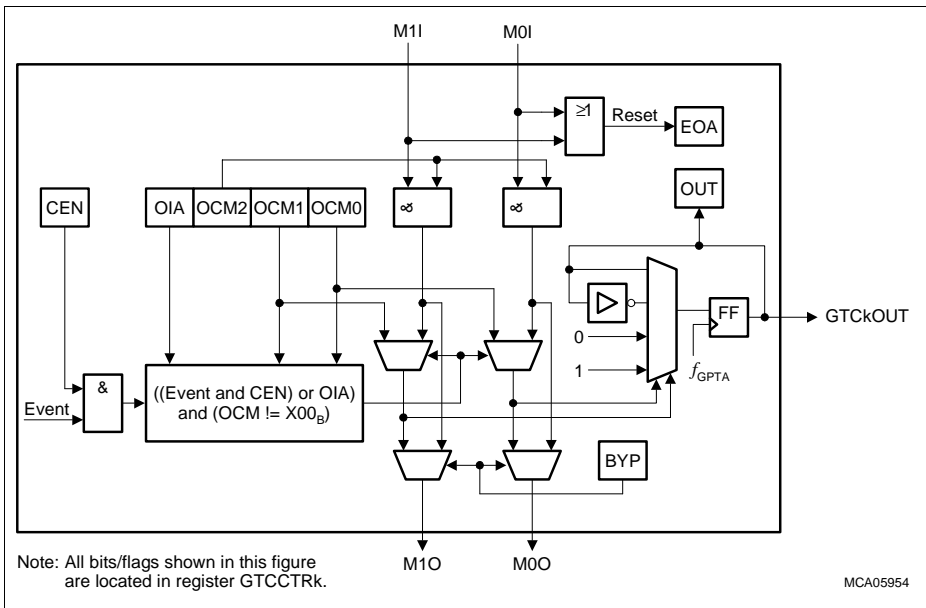 M1I M0I
≥1 Reset EOA
CEN OIA OCM2 OCM1 OCM0 & & OUT
FF GTCkOUT
0
1 fGPTA
& ((Event and CEN) or OIA)
Event and (OCM != X00B)
BYP
Note: All bits/flags shown in this figure
are located in register GTCCTRk.
M1O M0O
MCA05954